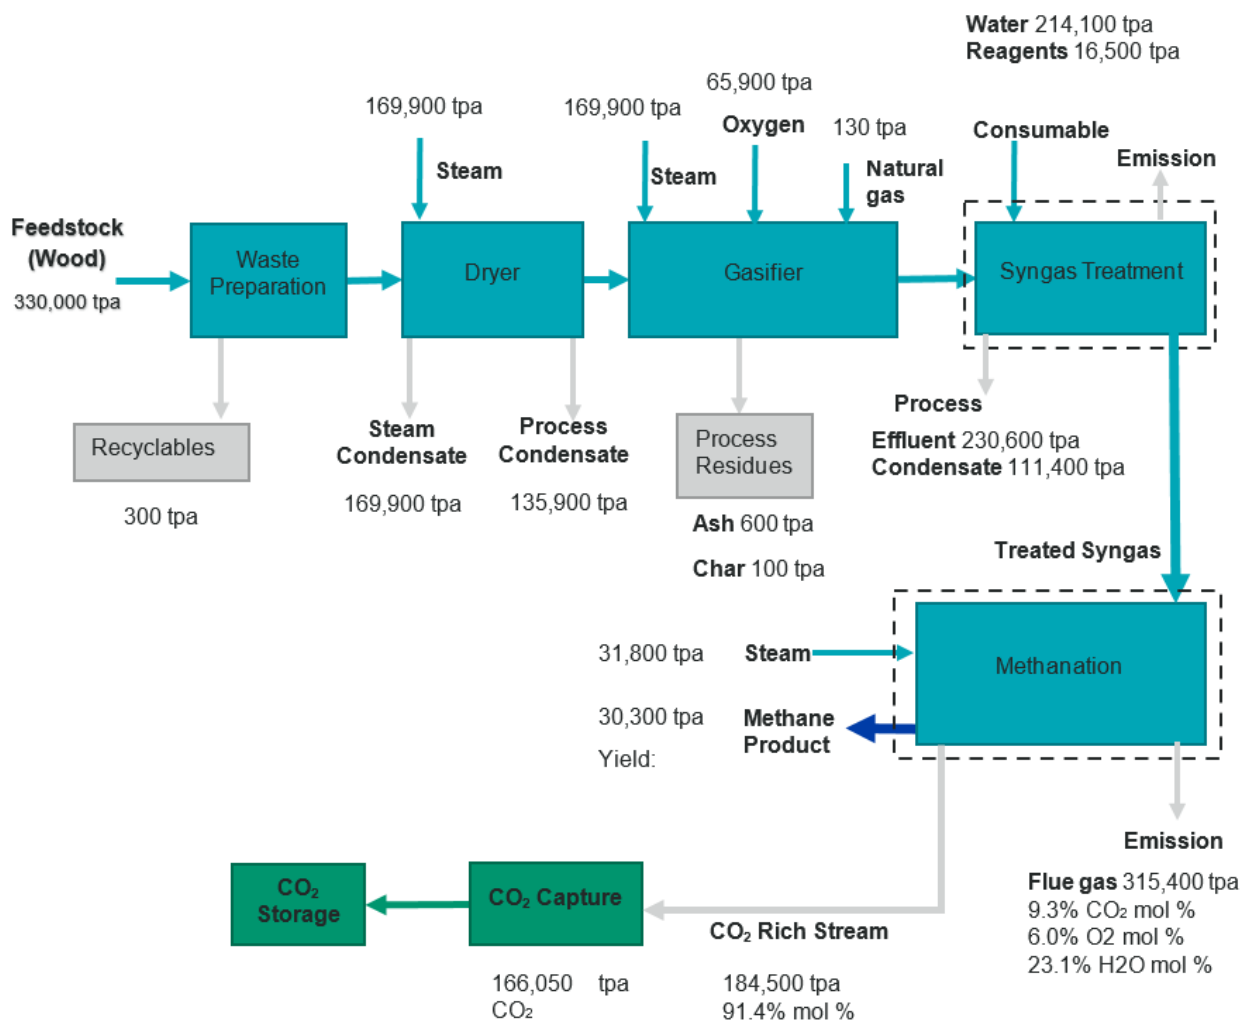 Water 214,100 tpa
Reagents 16,500 tpa
169,900 tpa
Steam
169,900 tpa
Steam
65,900 tpa
Oxygen
130 tpa
Natural
gas
Consumable
Emission
Feedstock
(Wood)
330,000 tpa
Waste
Preparation
Dryer
Gasifier
Syngas Treatment
Recyclables
300 tpa
Steam
Condensate
169,900 tpa
Process
Condensate
135,900 tpa
Process
Residues
Ash 600 tpa
Char 100 tpa
Process
Effluent 230,600 tpa
Condensate 111,400 tpa
Treated Syngas
31,800 tpa
Steam
Methanation
30,300 tpa
Yield:
Methane
Product
Emission
Flue gas 315,400 tpa
9.3% CO₂ mol %
6.0% O2 mol %
23.1% H2O mol %
CO₂
Storage
CO₂ Capture
CO₂ Rich Stream
166,050 tpa
CO₂
184,500 tpa
91.4% mol %